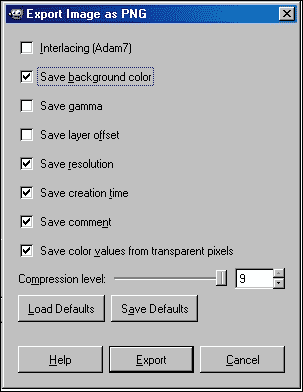 Export Image as PNG
Interlacing (Adam7)
Save background color
Save gamma
Save layer offset
Save resolution
Save creation time
Save comment
Save color values from transparent pixels
Compression level: 9
Load Defaults Save Defaults
Help Export Cancel